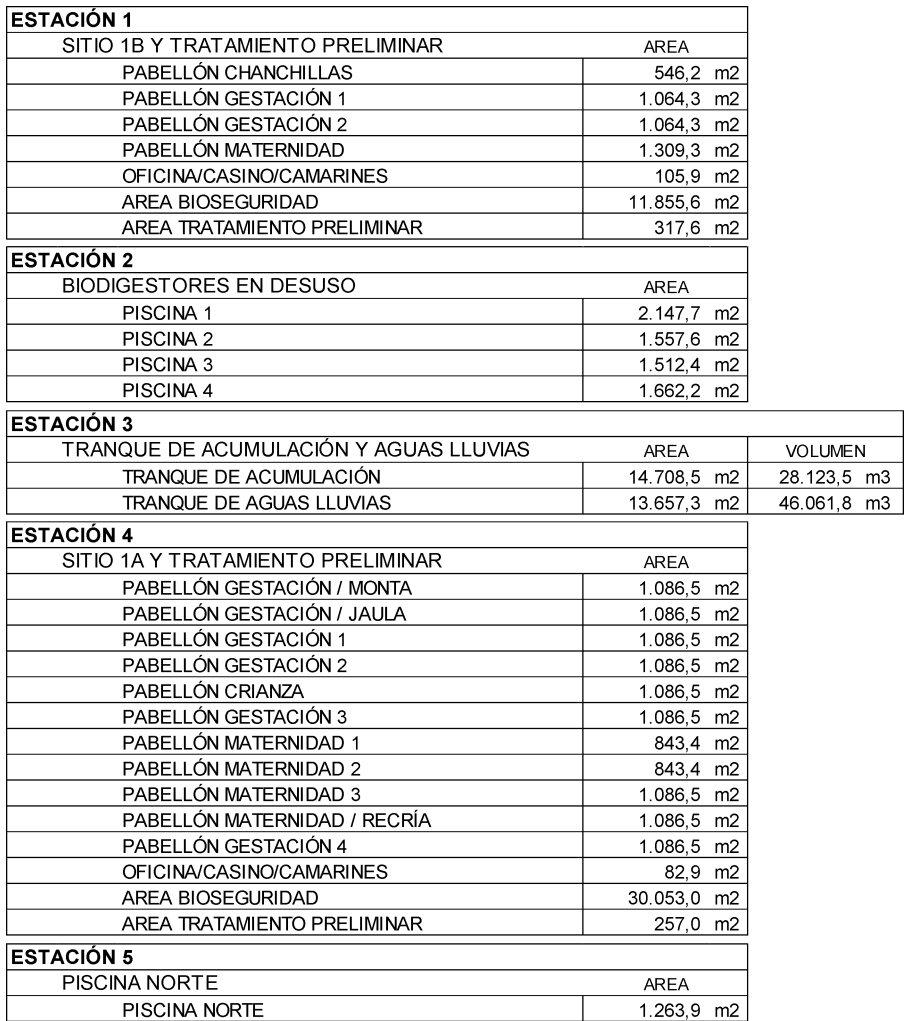 ESTACIÓN 1
SITIO 1B Y TRATAMIENTO PRELIMINAR AREA
PABELLÓN CHANCHILLAS 546,2 m2
PABELLÓN GESTACIÓN 1 1.064,3 m2
PABELLÓN GESTACIÓN 2 1.064,3 m2
PABELLÓN MATERNIDAD 1.309,3 m2
OFICINA/CASINO/CAMARINES 105,9 m2
AREA BIOSEGURIDAD 11.855,6 m2
AREA TRATAMIENTO PRELIMINAR 317,6 m2
ESTACIÓN 2
BIODIGESTORES EN DESUSO AREA
PISCINA 1 2.147,7 m2
PISCINA 2 1.557,6 m2
PISCINA 3 1.512,4 m2
PISCINA 4 1.662,2 m2
ESTACIÓN 3
TRANQUE DE ACUMULACIÓN Y AGUAS LLUVIAS AREA VOLUMEN
TRANQUE DE ACUMULACIÓN 14.708,5 m2 28.123,5 m3
TRANQUE DE AGUAS LLUVIAS 13.657,3 m2 46.061,8 m3
ESTACIÓN 4
SITIO 1A Y TRATAMIENTO PRELIMINAR AREA
PABELLÓN GESTACIÓN / MONTA 1.086,5 m2
PABELLÓN GESTACIÓN / JAULA 1.086,5 m2
PABELLÓN GESTACIÓN 1 1.086,5 m2
PABELLÓN GESTACIÓN 2 1.086,5 m2
PABELLÓN CRIANZA 1.086,5 m2
PABELLÓN GESTACIÓN 3 1.086,5 m2
PABELLÓN MATERNIDAD 1 843,4 m2
PABELLÓN MATERNIDAD 2 843,4 m2
PABELLÓN MATERNIDAD 3 1.086,5 m2
PABELLÓN MATERNIDAD / RECRÍA 1.086,5 m2
PABELLÓN GESTACIÓN 4 1.086,5 m2
OFICINA/CASINO/CAMARINES 82,9 m2
AREA BIOSEGURIDAD 30.053,0 m2
AREA TRATAMIENTO PRELIMINAR 257,0 m2
ESTACIÓN 5
PISCINA NORTE AREA
PISCINA NORTE 1.263,9 m2